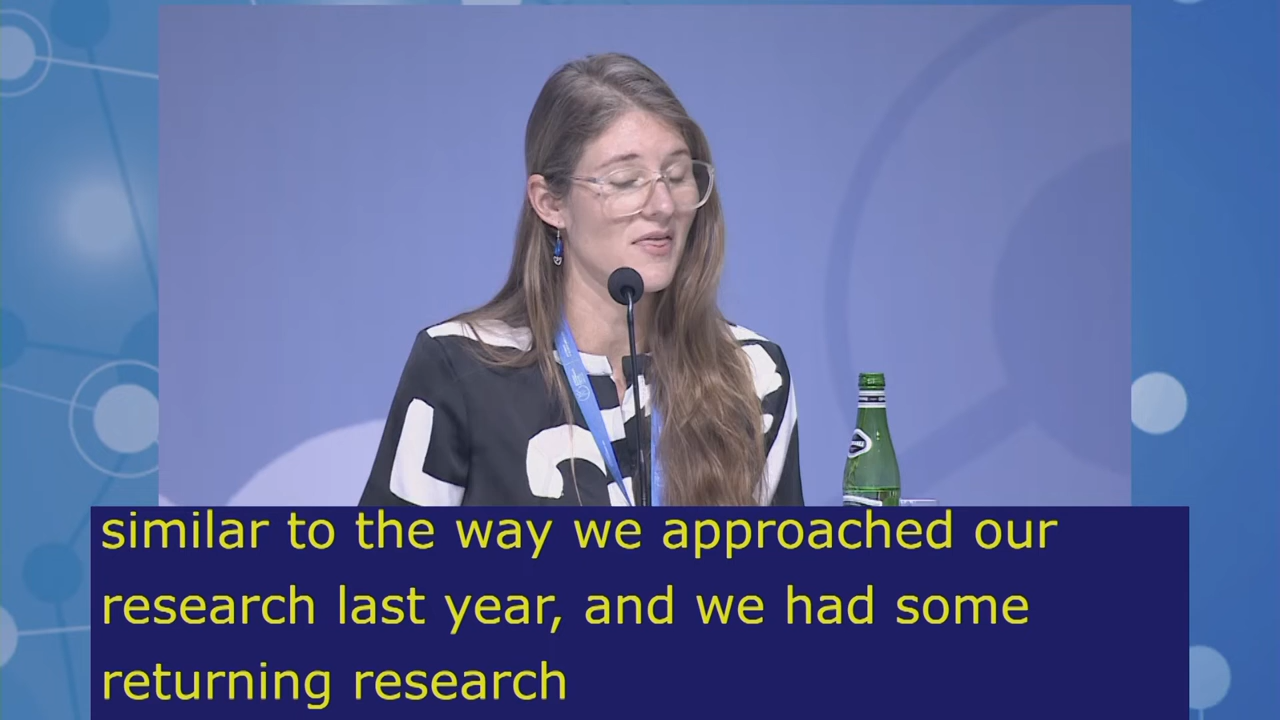 similar to the way we approached our
research last year, and we had some
returning research